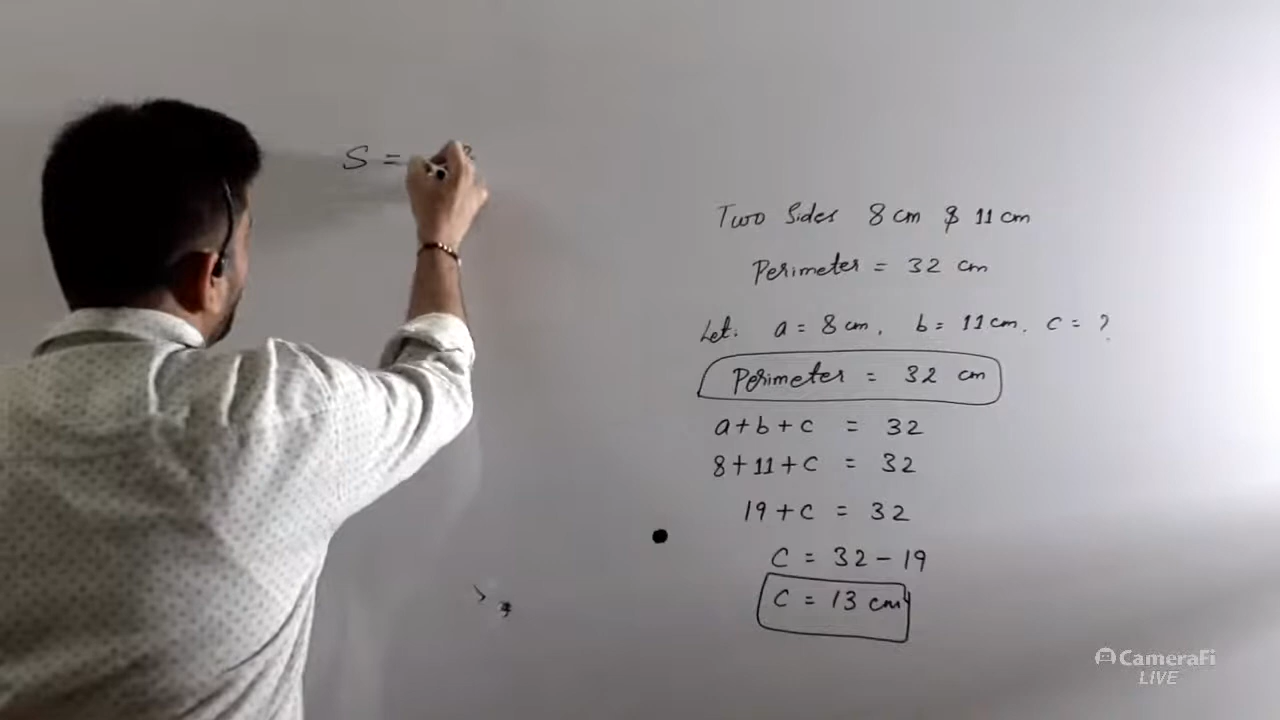 S =
Two Sides 8 cm & 11 cm
Perimeter = 32 cm
Let. a = 8 cm, b = 11 cm, c = ?
Perimeter = 32 cm
a + b + c = 32
8 + 11 + c = 32
19 + c = 32
C = 32 - 19
C = 13 cm
CameraFi
LIVE